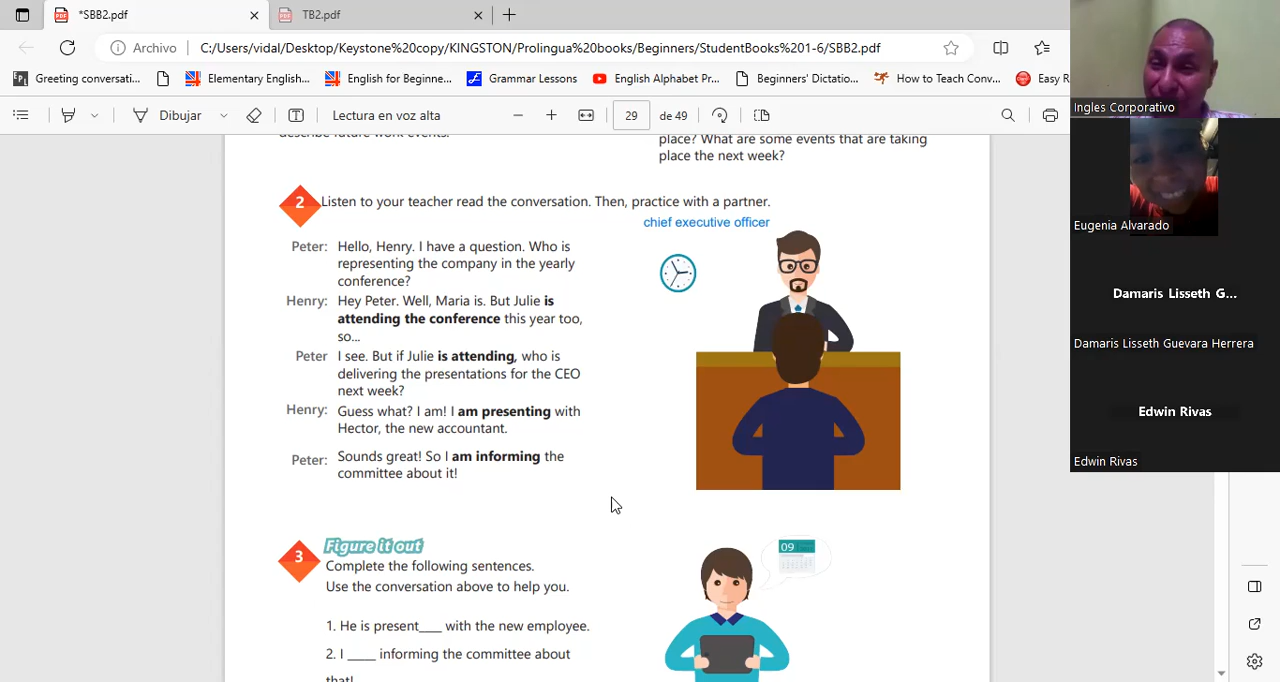 *SBB2.pdf
TB2.pdf
Archivo
C:/Users/vidal/Desktop/Keystone%20copy/KINGSTON/Prolingua%20books/Beginners/StudentBooks%201-6/SBB2.pdf
Greeting conversati...
Elementary English...
English for Beginne...
Grammar Lessons
English Alphabet Pr...
Beginners' Dictatio...
How to Teach Conv...
Easy R
Dibujar
Lectura en voz alta
29
de 49
describe future work events.
place? What are some events that are taking
place the next week?
2
Listen to your teacher read the conversation. Then, practice with a partner.
chief executive officer
Peter: Hello, Henry. I have a question. Who is
representing the company in the yearly
conference?
Henry: Hey Peter. Well, Maria is. But Julie is
attending the conference this year too,
so...
Peter I see. But if Julie is attending, who is
delivering the presentations for the CEO
next week?
Henry: Guess what? I am! I am presenting with
Hector, the new accountant.
Peter: Sounds great! So I am informing the
committee about it!
3
Figure it out
09
Complete the following sentences.
Use the conversation above to help you.
1. He is present___ with the new employee.
2. I ____ informing the committee about
that!
Ingles Corporativo
Eugenia Alvarado
Damaris Lisseth G...
Damaris Lisseth Guevara Herrera
Edwin Rivas
Edwin Rivas